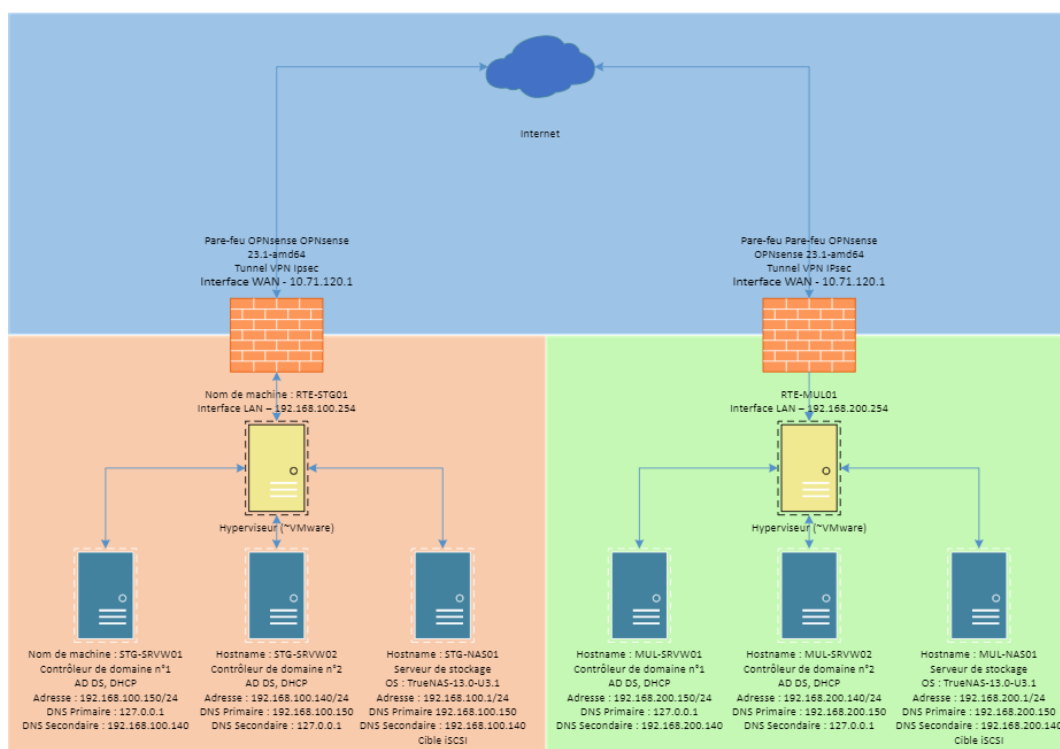 Internet
Pare-feu OPNsense OPNsense
23.1-amd64
Tunnel VPN IPsec
Interface WAN - 10.71.120.1
Pare-feu Pare-feu OPNsense
OPNsense 23.1-amd64
Tunnel VPN IPsec
Interface WAN - 10.71.120.1
Nom de machine : RTE-STG01
Interface LAN – 192.168.100.254
RTE-MUL01
Interface LAN – 192.168.200.254
Hyperviseur (~VMware)
Hyperviseur (~VMware)
Nom de machine : STG-SRVW01
Contrôleur de domaine n°1
AD DS, DHCP
Adresse : 192.168.100.150/24
DNS Primaire : 127.0.0.1
DNS Secondaire : 192.168.100.140
Hostname : STG-SRVW02
Contrôleur de domaine n°2
AD DS, DHCP
Adresse : 192.168.100.140/24
DNS Primaire : 192.168.100.150
DNS Secondaire : 127.0.0.1
Hostname : STG-NAS01
Serveur de stockage
OS : TrueNAS-13.0-U3.1
Adresse : 192.168.100.1/24
DNS Primaire 192.168.100.150
DNS Secondaire : 192.168.100.140
Cible iSCSI
Hostname : MUL-SRVW01
Contrôleur de domaine n°1
AD DS, DHCP
Adresse : 192.168.200.150/24
DNS Primaire : 127.0.0.1
DNS Secondaire : 192.168.200.140
Hostname : MUL-SRVW02
Contrôleur de domaine n°2
AD DS, DHCP
Adresse : 192.168.200.140/24
DNS Primaire : 192.168.200.150
DNS Secondaire : 127.0.0.1
Hostname : MUL-NAS01
Serveur de stockage
OS : TrueNAS-13.0-U3.1
Adresse : 192.168.200.1/24
DNS Primaire : 192.168.200.150
DNS Secondaire : 192.168.200.140
Cible iSCSI